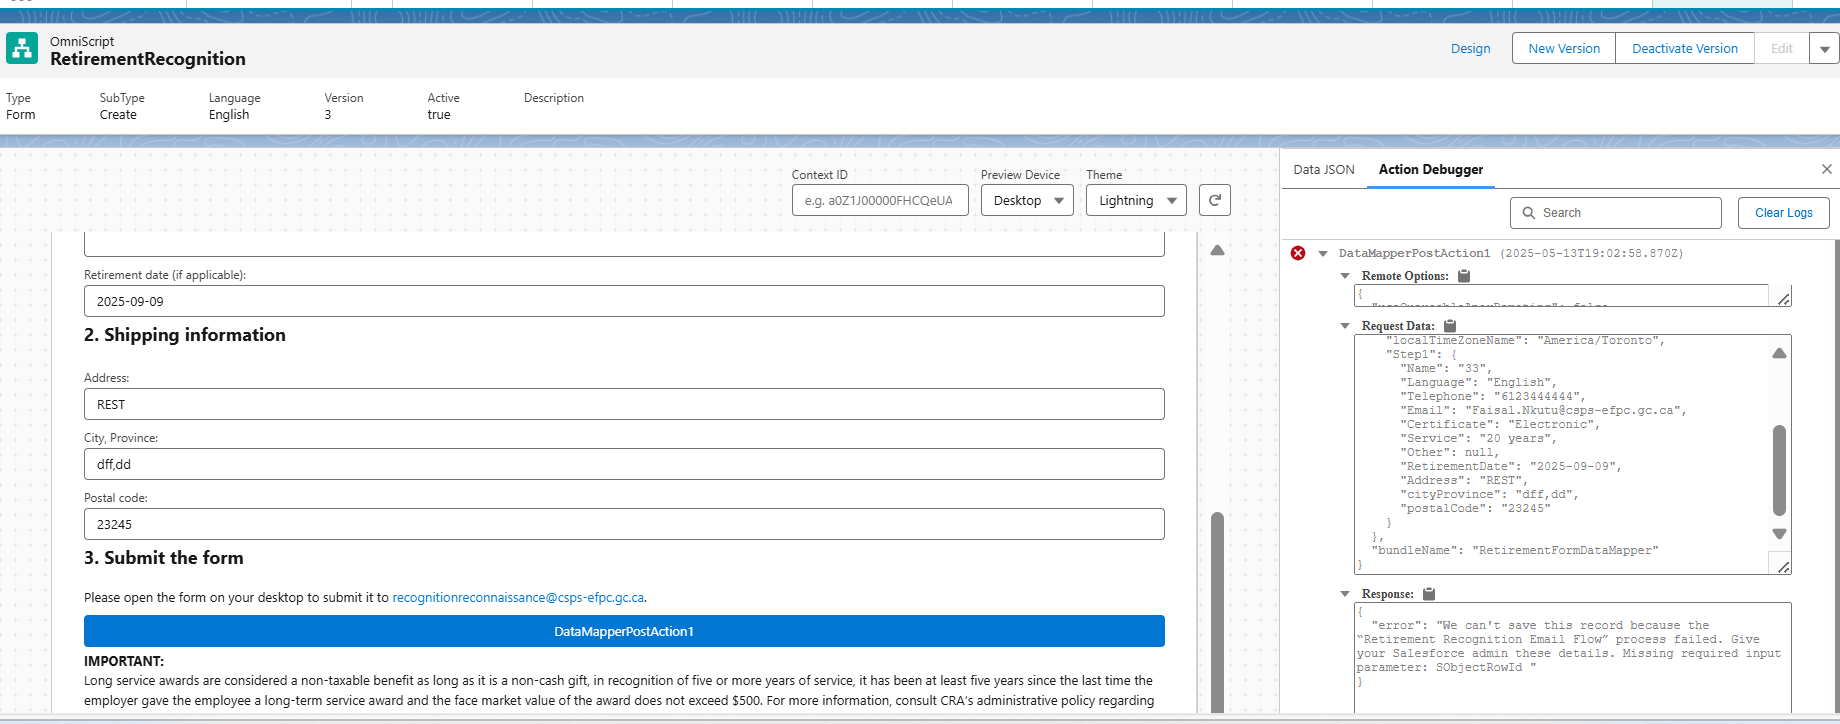 OmniScript
RetirementRecognition
Design
New Version
Deactivate Version
Edit
Type
SubType
Language
Version
Active
Description
Form
Create
English
3
true
Context ID
Preview Device
Theme
e.g. a0Z1J00000FHCQeUA
Desktop
Lightning
Retirement date (if applicable):
2025-09-09
2. Shipping information
Address:
REST
City, Province:
dff,dd
Postal code:
23245
3. Submit the form
Please open the form on your desktop to submit it to recognitionreconnaissance@csps-efpc.gc.ca.
DataMapperPostAction1
IMPORTANT:
Long service awards are considered a non-taxable benefit as long as it is a non-cash gift, in recognition of five or more years of service, it has been at least five years since the last time the
employer gave the employee a long-term service award and the face market value of the award does not exceed $500. For more information, consult CRA's administrative policy regarding
Data JSON
Action Debugger
Search
Clear Logs
DataMapperPostAction1 (2025-05-13T19:02:58.870Z)
Remote Options:
{
Request Data:
"localTimeZoneName": "America/Toronto",
"Step1": {
"Name": "33",
"Language": "English",
"Telephone": "6123444444",
"Email": "Faisal.Nkutu@csps-efpc.gc.ca",
"Certificate": "Electronic",
"Service": "20 years",
"Other": null,
"RetirementDate": "2025-09-09",
"Address": "REST",
"cityProvince": "dff,dd",
"postalCode": "23245"
}
},
"bundleName": "RetirementFormDataMapper"
}
Response:
{
"error": "We can't save this record because the
“Retirement Recognition Email Flow” process failed. Give
your Salesforce admin these details. Missing required input
parameter: SObjectRowId "
}